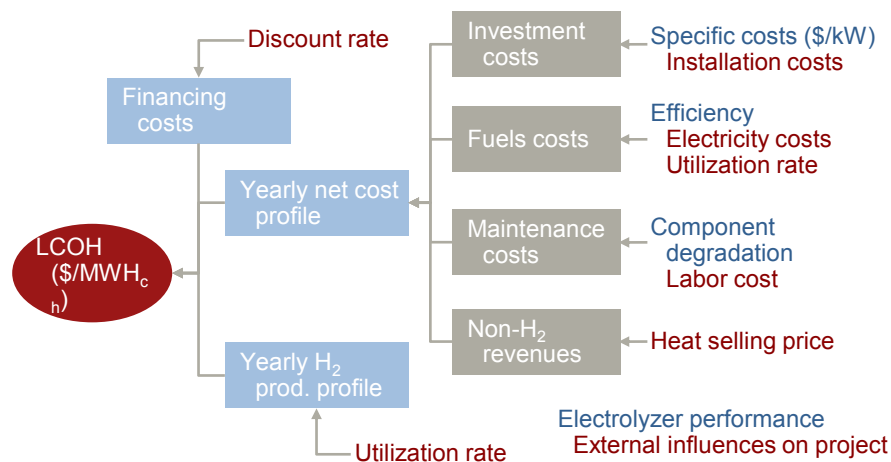 Discount rate
Financing
costs
Yearly net cost
profile
LCOH
($/MWH_c
h)
Yearly H₂
prod. profile
Utilization rate
Investment
costs
Specific costs ($/kW)
Installation costs
Fuels costs
Efficiency
Electricity costs
Utilization rate
Maintenance
costs
Component
degradation
Labor cost
Non-H₂
revenues
Heat selling price
Electrolyzer performance
External influences on project